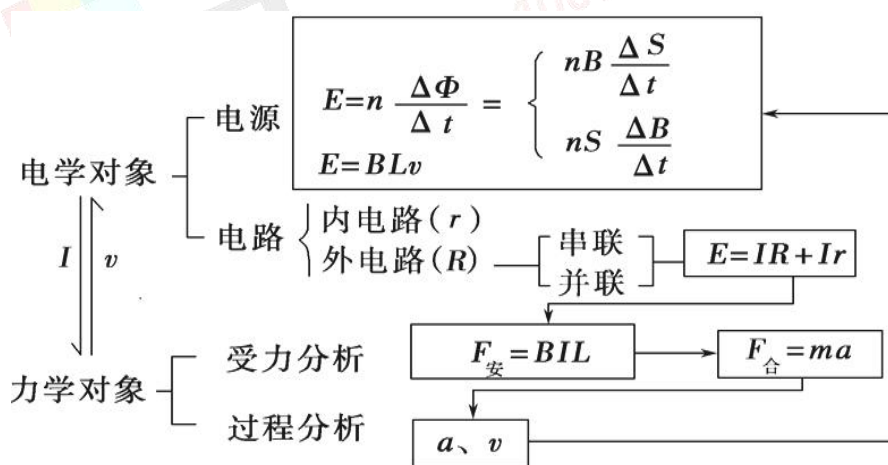 电学对象
电源
E=n ΔΦ/Δt = { nB ΔS/Δt
nS ΔB/Δt
E=BLv
电路
内电路(r)
外电路(R)
串联
并联
E=IR+Ir
I
v
力学对象
受力分析
F安=BIL
F合=ma
过程分析
a、v